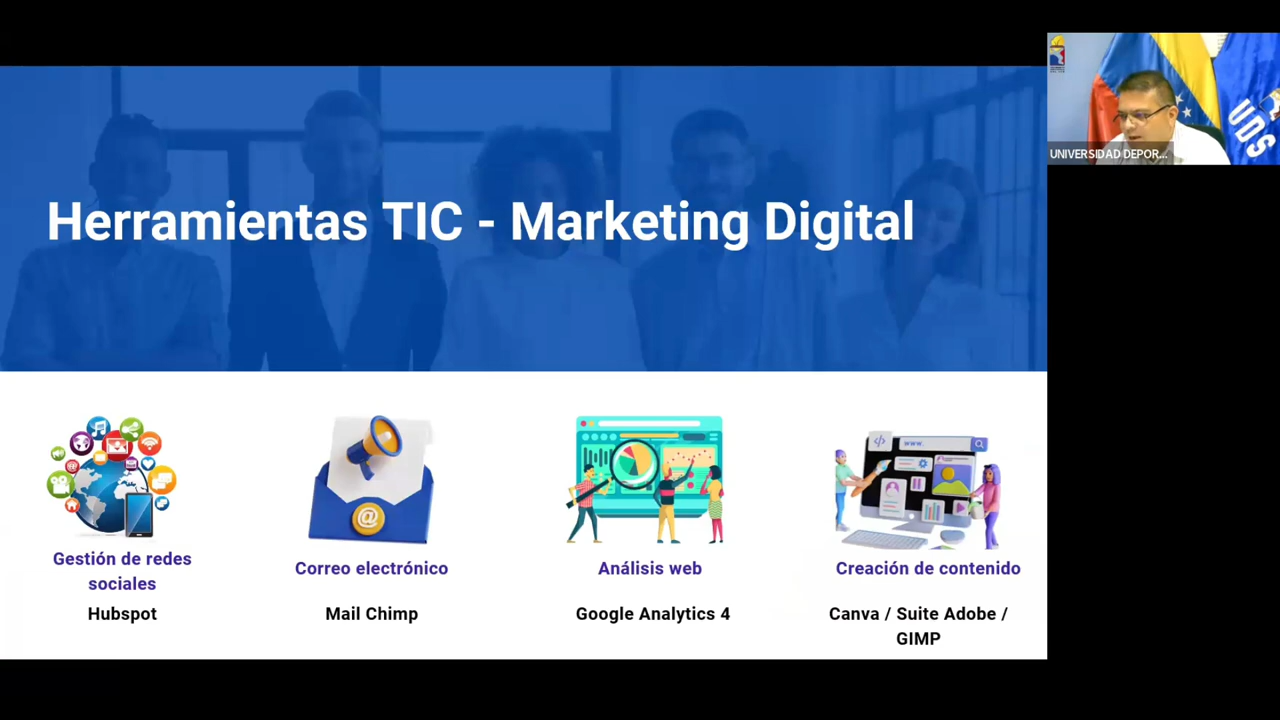 Herramientas TIC - Marketing Digital
UNIVERSIDAD DEPOR...
UDS
www.
Gestión de redes
sociales
Hubspot
Correo electrónico
Mail Chimp
Análisis web
Google Analytics 4
Creación de contenido
Canva / Suite Adobe /
GIMP